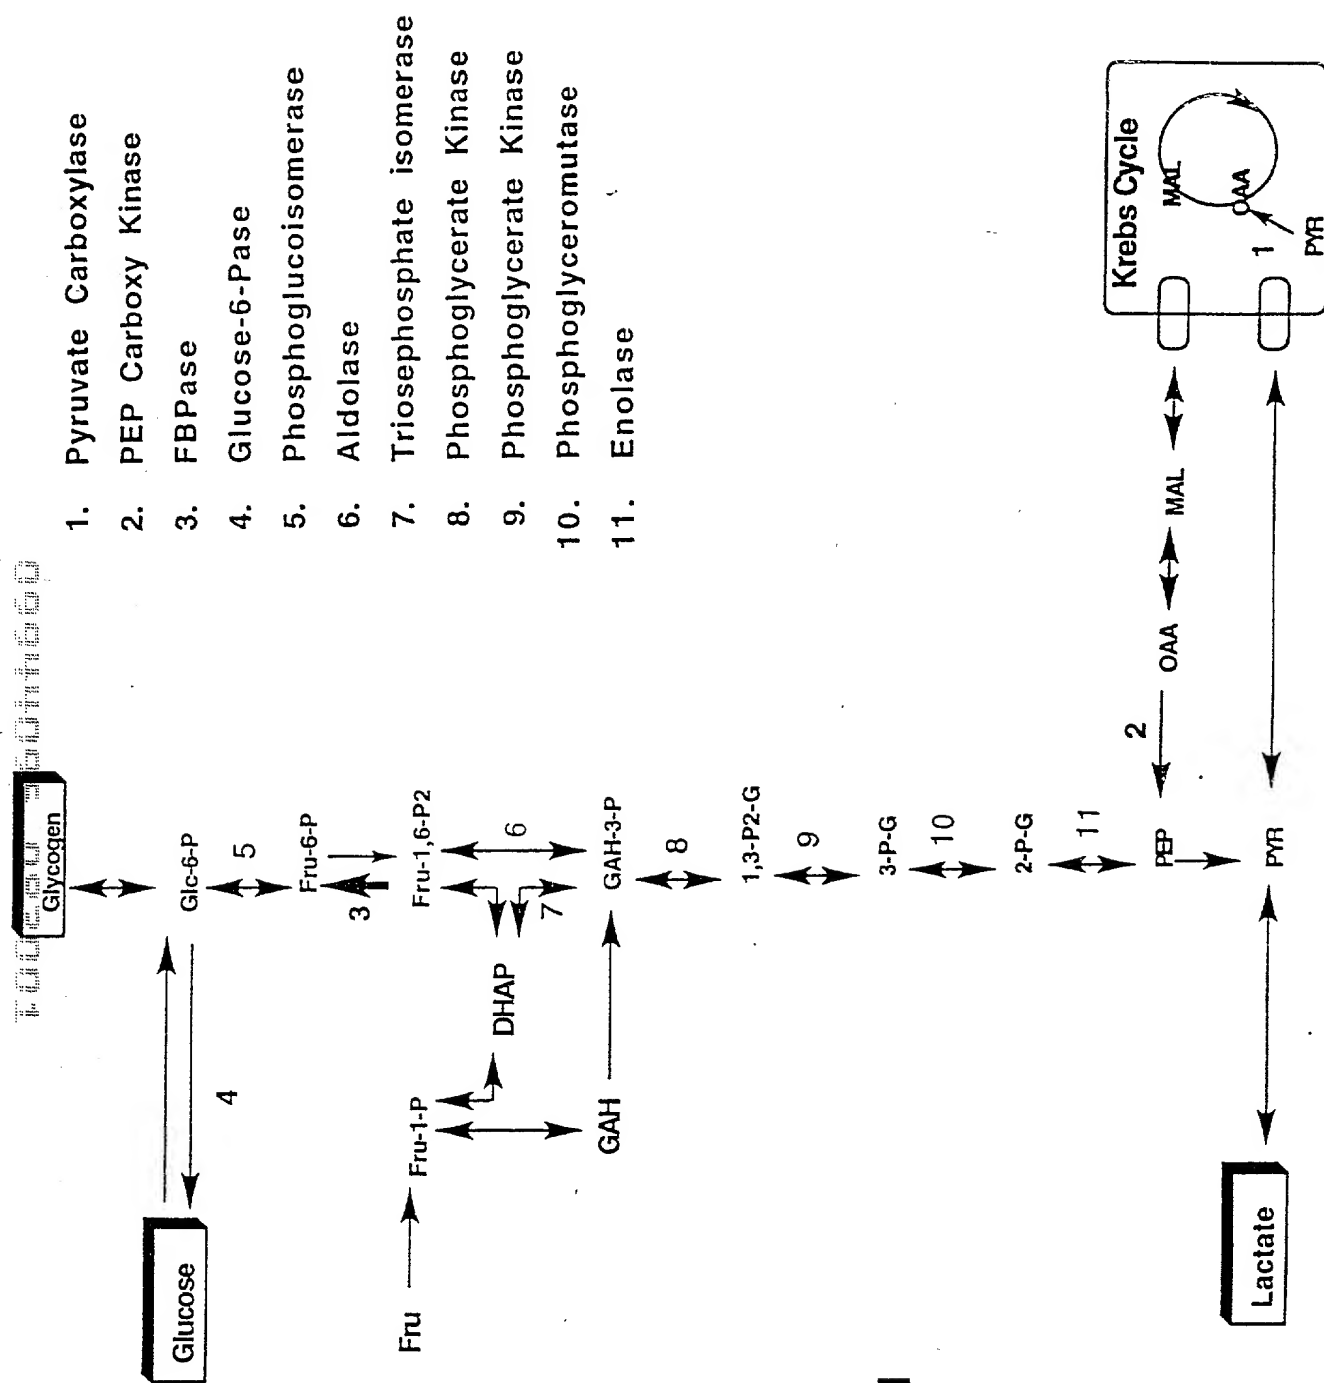 1. Pyruvate Carboxylase
2. PEP Carboxy Kinase
3. FBPase
4. Glucose-6-Pase
5. Phosphoglucoisomerase
6. Aldolase
7. Triosephosphate isomerase
8. Phosphoglycerate Kinase
9. Phosphoglycerate Kinase
10. Phosphoglyceromutase
11. Enolase
Glycogen
Glucose
Glc-6-P
4
5
Fru-6-P
3
Fru
Fru-1-P
Fru-1,6-P2
DHAP
6
7
GAH
GAH-3-P
8
1,3-P2-G
9
3-P-G
10
2-P-G
11
PEP
2
OAA
MAL
Krebs Cycle
MAL
OAA
1
PYR
Lactate
PYR